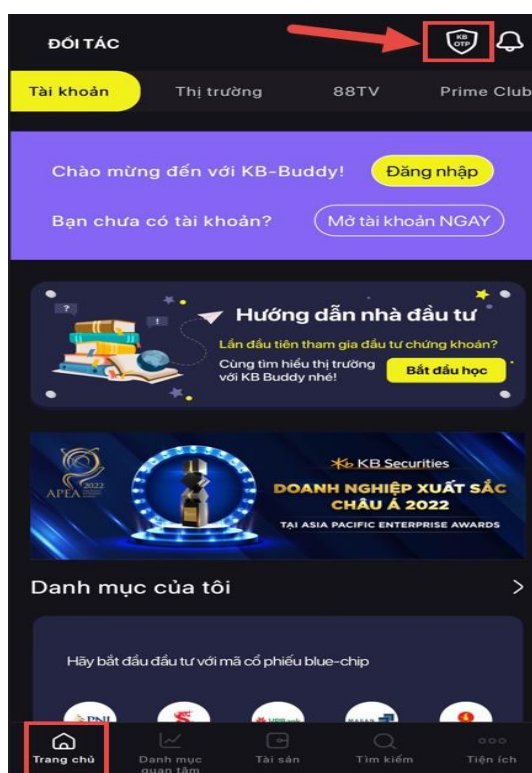 ĐỐI TÁC
KB
OTP
Tài khoản
Thị trường
88TV
Prime Club
Chào mừng đến với KB-Buddy!
Đăng nhập
Bạn chưa có tài khoản?
Mở tài khoản NGAY
?
!
Hướng dẫn nhà đầu tư
Lần đầu tiên tham gia đầu tư chứng khoán?
Cùng tìm hiểu thị trường
với KB Buddy nhé!
Bắt đầu học
APEA 2022
KB Securities
DOANH NGHIỆP XUẤT SẮC
CHÂU Á 2022
TẠI ASIA PACIFIC ENTERPRISE AWARDS
Danh mục của tôi
Hãy bắt đầu đầu tư với mã cổ phiếu blue-chip
PNJ
VPBank
Trang chủ
Danh mục
quan tâm
Tài sản
Tìm kiếm
Tiện ích